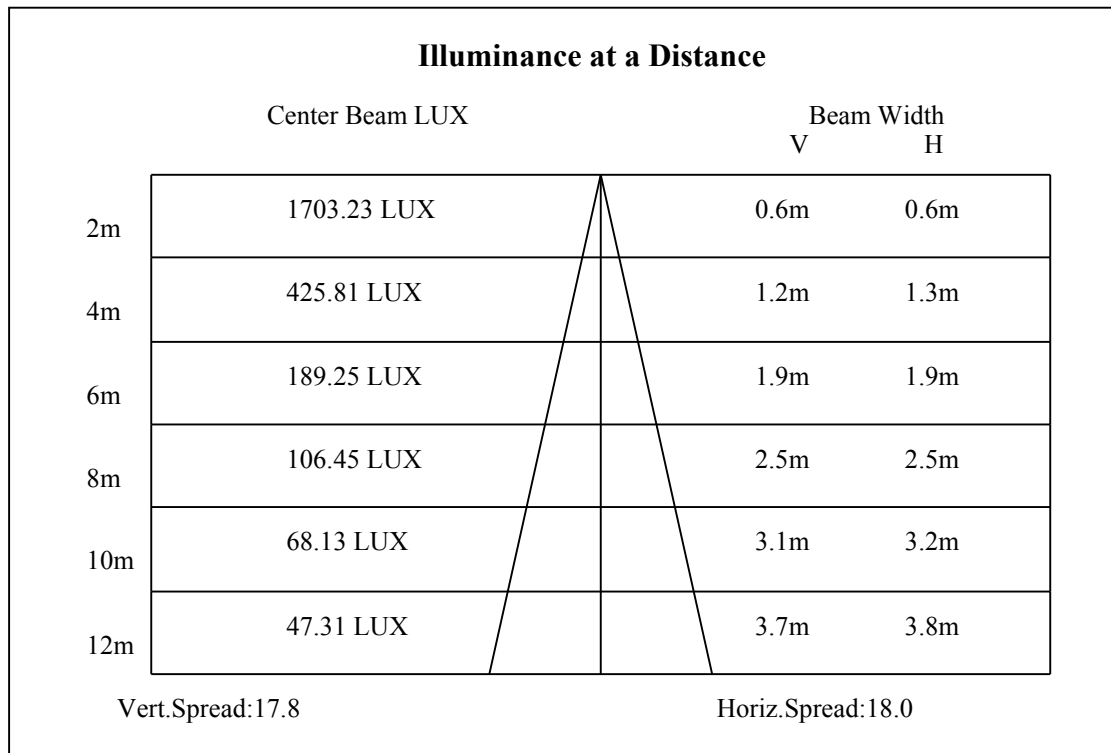 Illuminance at a Distance
Center Beam LUX Beam Width
V H
2m 1703.23 LUX 0.6m 0.6m
4m 425.81 LUX 1.2m 1.3m
6m 189.25 LUX 1.9m 1.9m
8m 106.45 LUX 2.5m 2.5m
10m 68.13 LUX 3.1m 3.2m
12m 47.31 LUX 3.7m 3.8m
Vert.Spread:17.8 Horiz.Spread:18.0